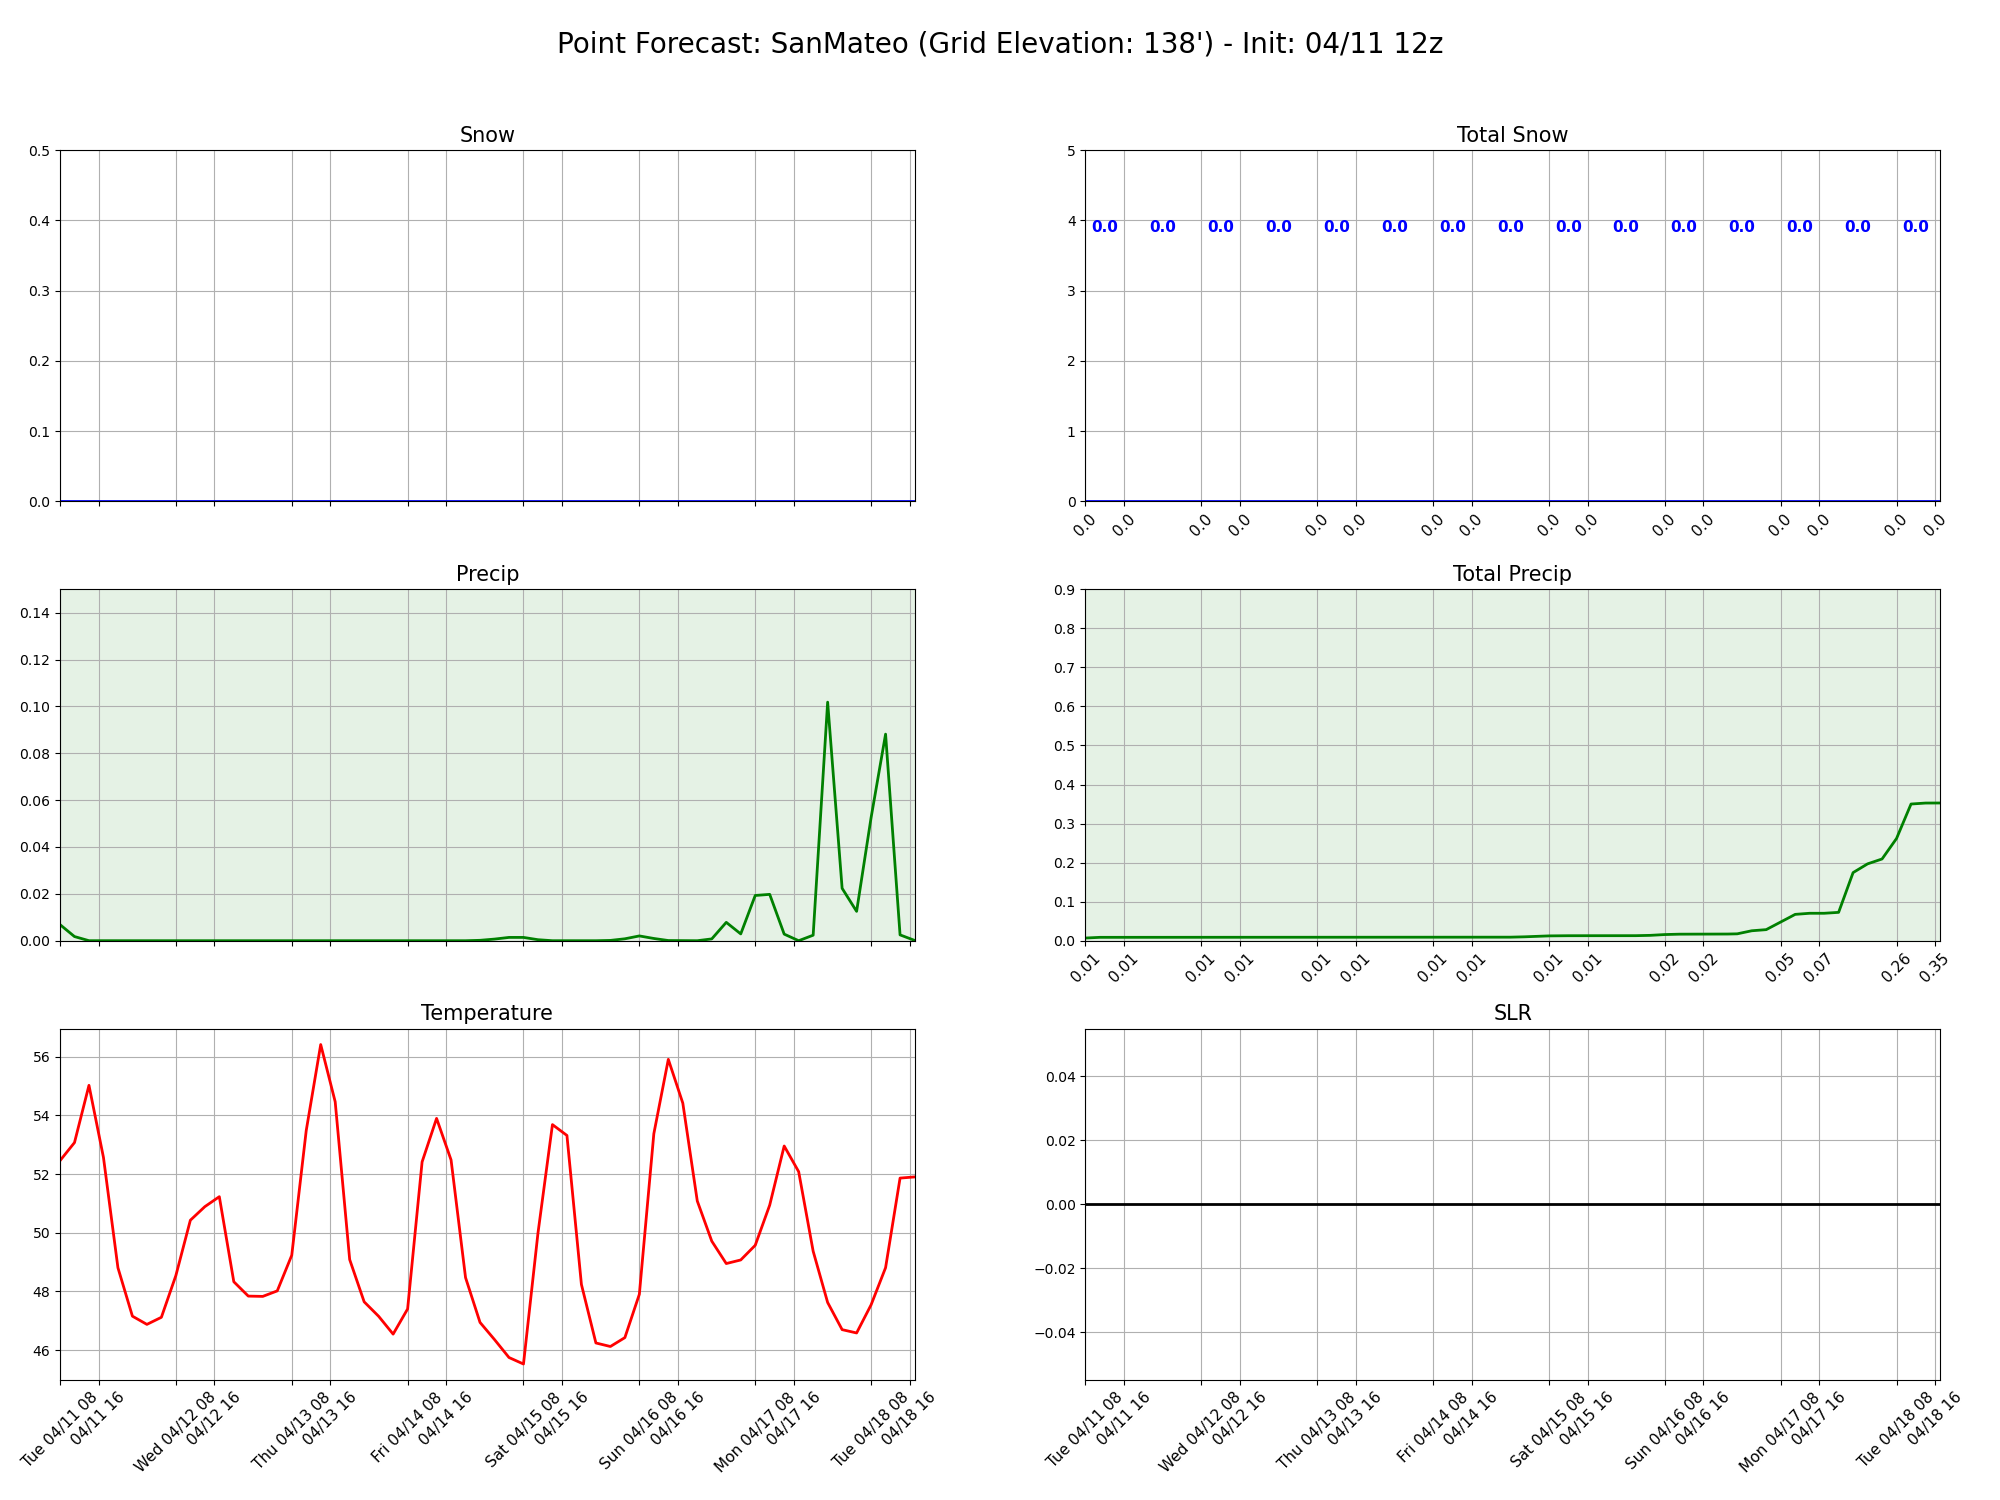 Point Forecast: SanMateo (Grid Elevation: 138') - Init: 04/11 12z
Snow
0.5
0.4
0.3
0.2
0.1
0.0
Total Snow
5
4
3
2
1
0
0.0 0.0 0.0 0.0 0.0 0.0 0.0 0.0 0.0 0.0 0.0 0.0 0.0 0.0 0.0
0.0 0.0 0.0 0.0 0.0 0.0 0.0 0.0 0.0 0.0 0.0 0.0 0.0 0.0 0.0 0.0
Precip
0.14
0.12
0.10
0.08
0.06
0.04
0.02
0.00
Total Precip
0.9
0.8
0.7
0.6
0.5
0.4
0.3
0.2
0.1
0.0
0.01 0.01 0.01 0.01 0.01 0.01 0.01 0.01 0.01 0.01 0.02 0.02 0.05 0.07 0.26 0.35
Temperature
56
54
52
50
48
46
Tue 04/11 08
04/11 16
Wed 04/12 08
04/12 16
Thu 04/13 08
04/13 16
Fri 04/14 08
04/14 16
Sat 04/15 08
04/15 16
Sun 04/16 08
04/16 16
Mon 04/17 08
04/17 16
Tue 04/18 08
04/18 16
SLR
0.04
0.02
0.00
−0.02
−0.04
Tue 04/11 08
04/11 16
Wed 04/12 08
04/12 16
Thu 04/13 08
04/13 16
Fri 04/14 08
04/14 16
Sat 04/15 08
04/15 16
Sun 04/16 08
04/16 16
Mon 04/17 08
04/17 16
Tue 04/18 08
04/18 16